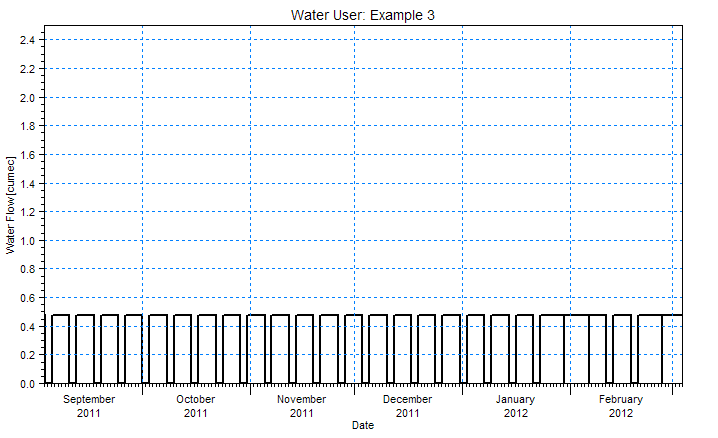 Water User: Example 3
2.4
2.2
2.0
1.8
1.6
1.4
1.2
1.0
0.8
0.6
0.4
0.2
0.0
Water Flow [cumec]
September October November December January February
2011 2011 2011 2011 2012 2012
Date